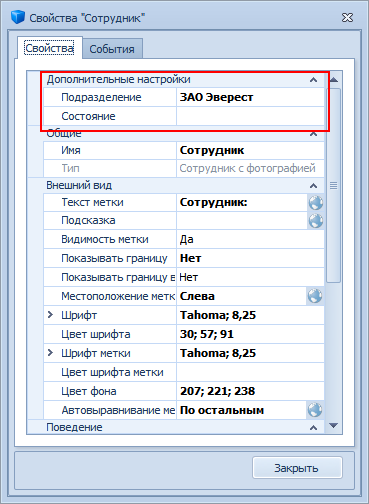 Свойства "Сотрудник"
Свойства События
Дополнительные настройки
Подразделение ЗАО Эверест
Состояние
Общие
Имя Сотрудник
Тип Сотрудник с фотографией
Внешний вид
Текст метки Сотрудник:
Подсказка
Видимость метки Да
Показывать границу Нет
Показывать границу в Нет
Местоположение метк Слева
Шрифт Tahoma; 8,25
Цвет шрифта 30; 57; 91
Шрифт метки Tahoma; 8,25
Цвет шрифта метки
Цвет фона 207; 221; 238
Автовыравнивание ме По остальным
Поведение
Закрыть